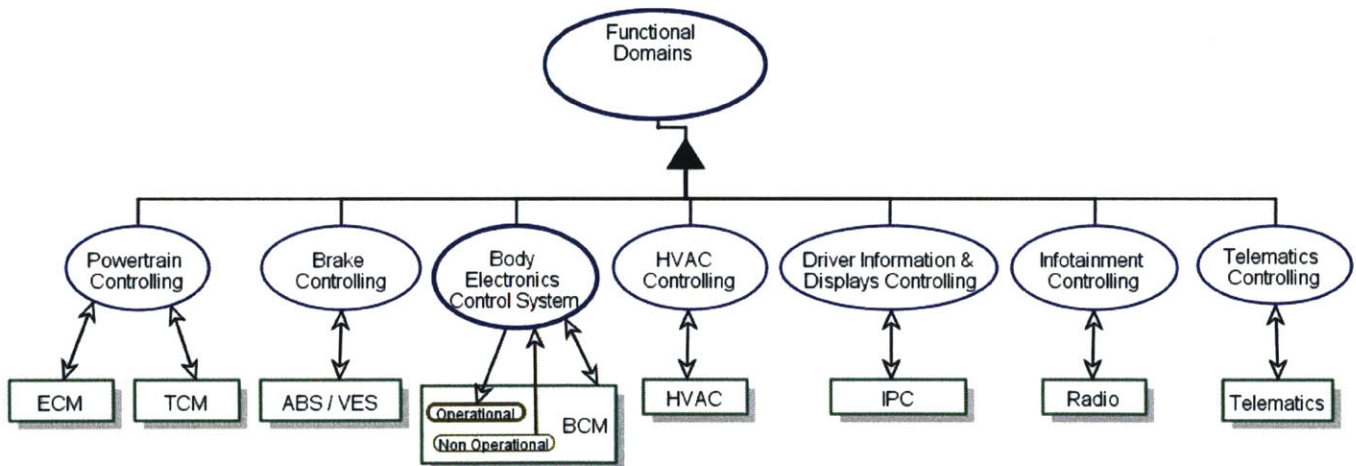 Functional
Domains
Powertrain
Controlling
Brake
Controlling
Body
Electronics
Control System
HVAC
Controlling
Driver Information &
Displays Controlling
Infotainment
Controlling
Telematics
Controlling
ECM
TCM
ABS / VES
Operational
Non Operational
BCM
HVAC
IPC
Radio
Telematics